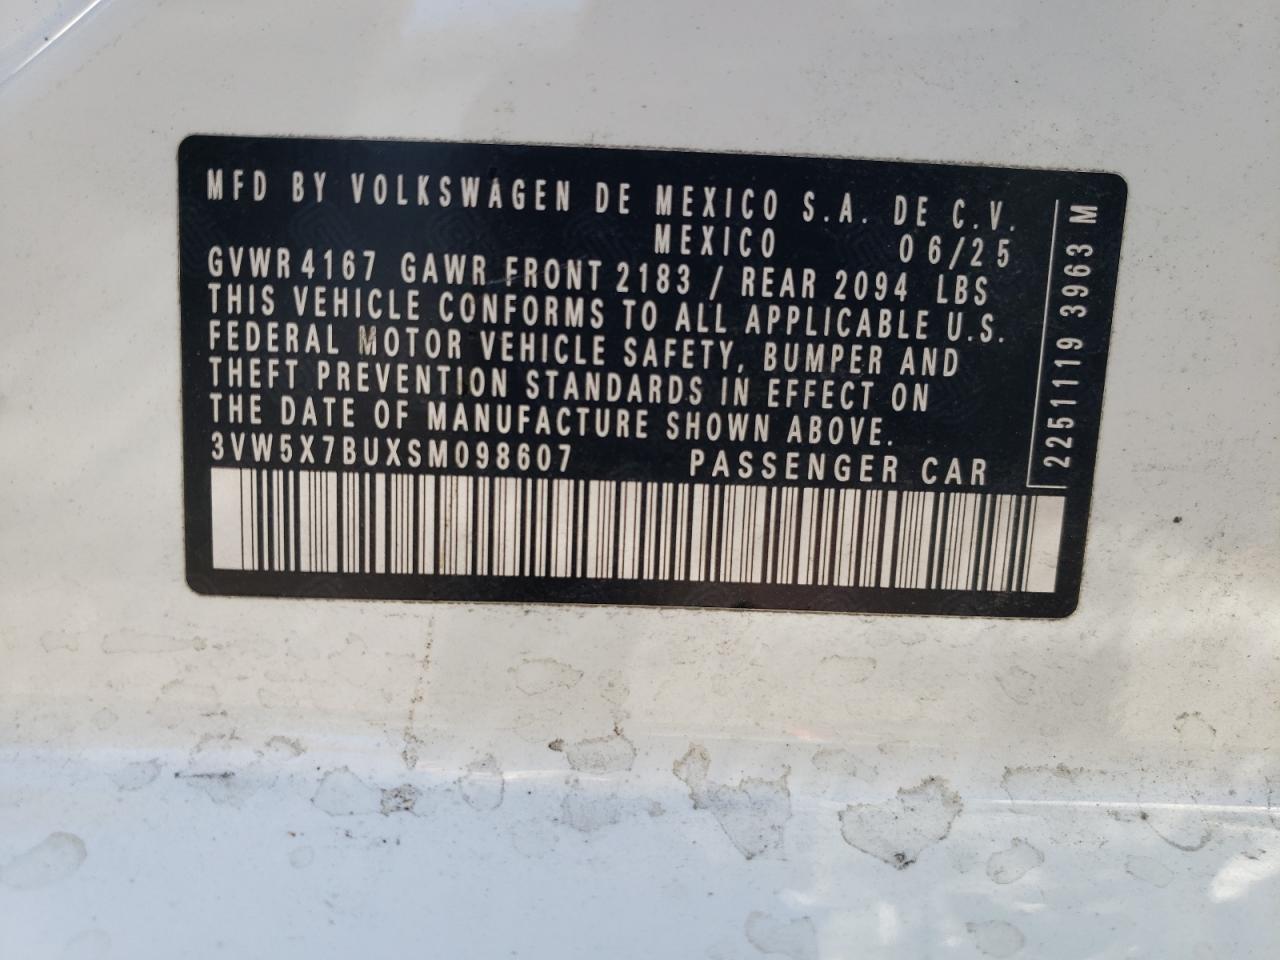 MFD BY VOLKSWAGEN DE MEXICO S.A. DE C.V.
MEXICO 06/25
GVWR 4167 GAWR FRONT 2183 / REAR 2094 LBS
THIS VEHICLE CONFORMS TO ALL APPLICABLE U.S.
FEDERAL MOTOR VEHICLE SAFETY, BUMPER AND
THEFT PREVENTION STANDARDS IN EFFECT ON
THE DATE OF MANUFACTURE SHOWN ABOVE.
3VW5X7BUXSM098607 PASSENGER CAR
2251119 3963 M